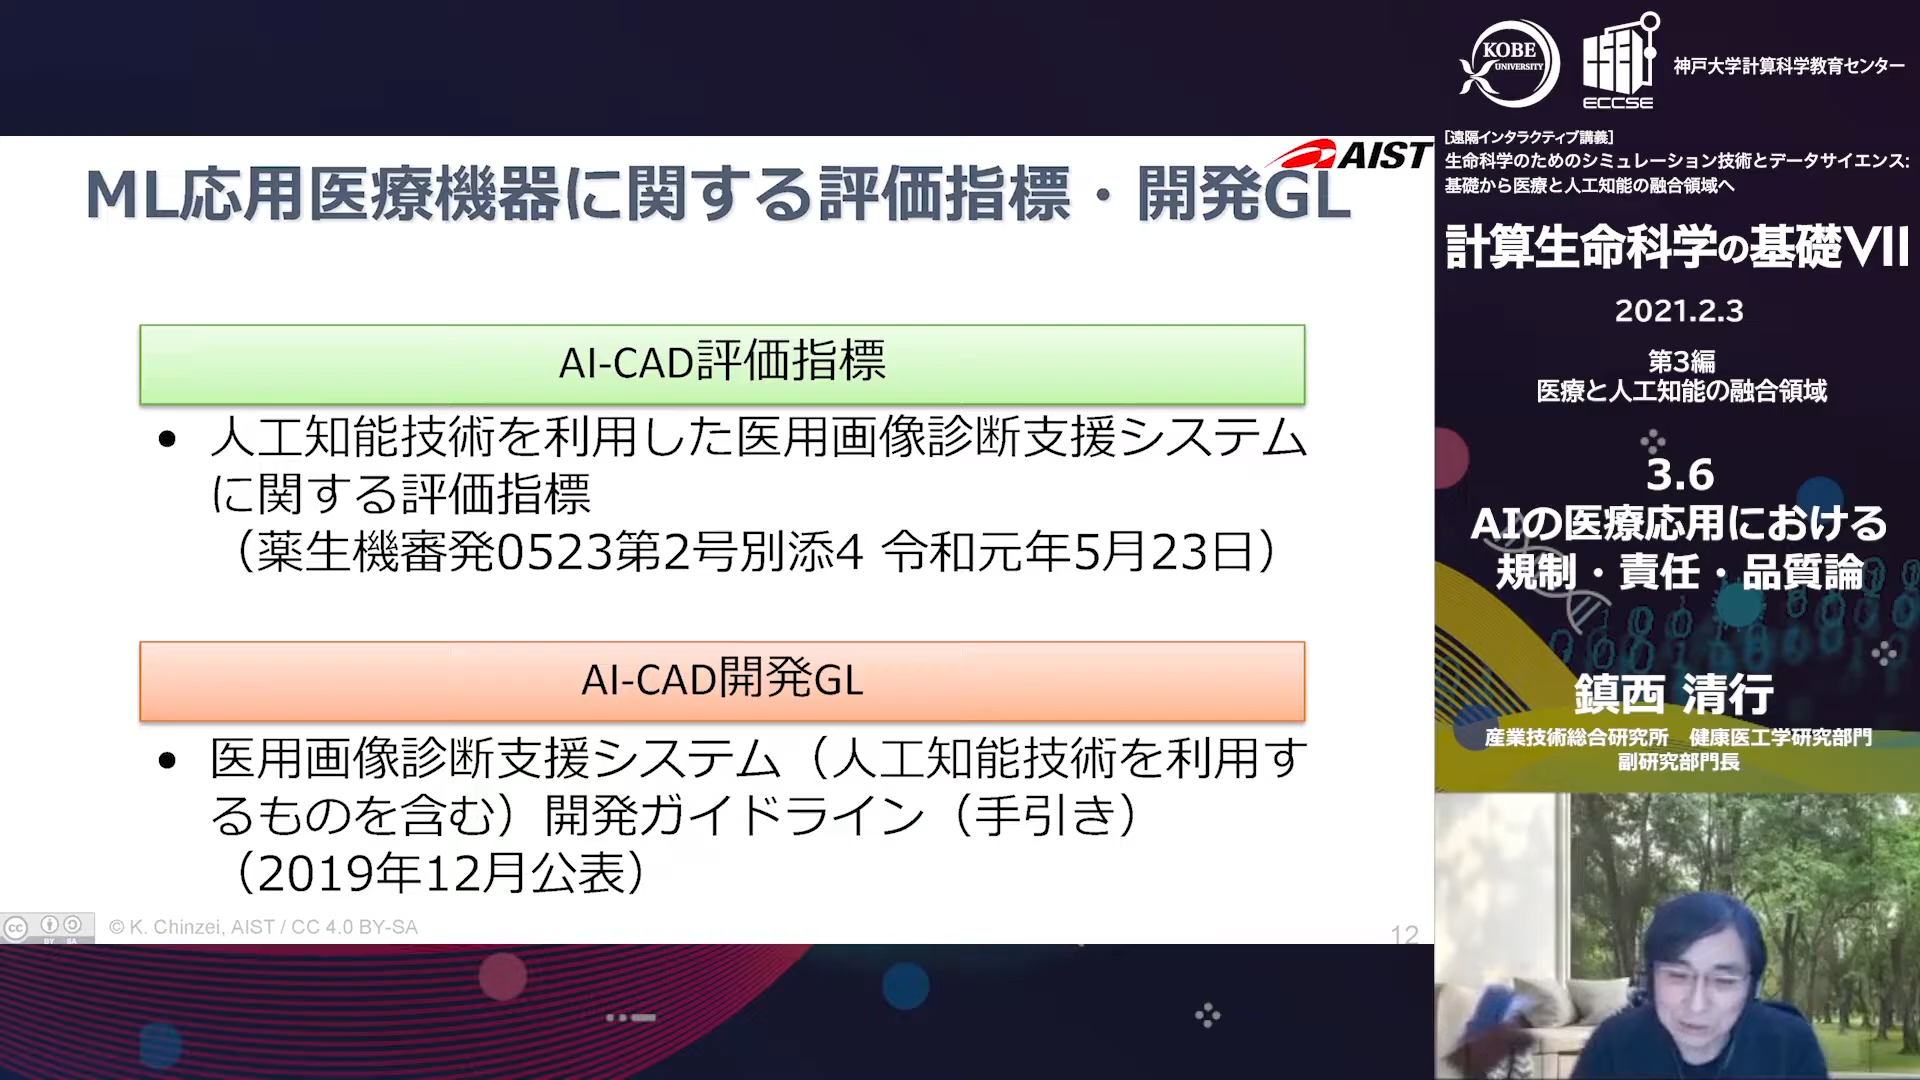 AIST
ML応用医療機器に関する評価指標・開発GL
AI-CAD評価指標
• 人工知能技術を利用した医用画像診断支援システム
に関する評価指標
（薬生機審発0523第2号別添4 令和元年5月23日）
AI-CAD開発GL
• 医用画像診断支援システム（人工知能技術を利用す
るものを含む）開発ガイドライン（手引き）
（2019年12月公表）
cc
BY SA
© K. Chinzei, AIST / CC 4.0 BY-SA
12
KOBE
UNIVERSITY
ECCSE
神戸大学計算科学教育センター
［遠隔インタラクティブ講義］
生命科学のためのシミュレーション技術とデータサイエンス:
基礎から医療と人工知能の融合領域へ
計算生命科学の基礎VII
2021.2.3
第3編
医療と人工知能の融合領域
3.6
AIの医療応用における
規制・責任・品質論
鎮西 清行
産業技術総合研究所　健康医工学研究部門
副研究部門長